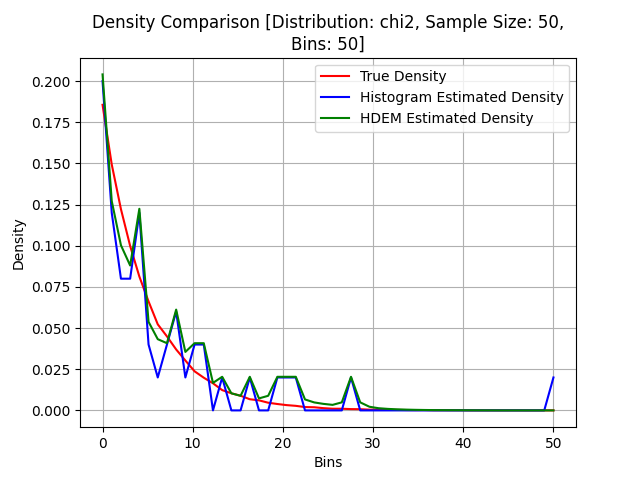 Density Comparison [Distribution: chi2, Sample Size: 50,
Bins: 50]
True Density
Histogram Estimated Density
HDEM Estimated Density
0.200
0.175
0.150
0.125
0.100
0.075
0.050
0.025
0.000
Density
0 10 20 30 40 50
Bins